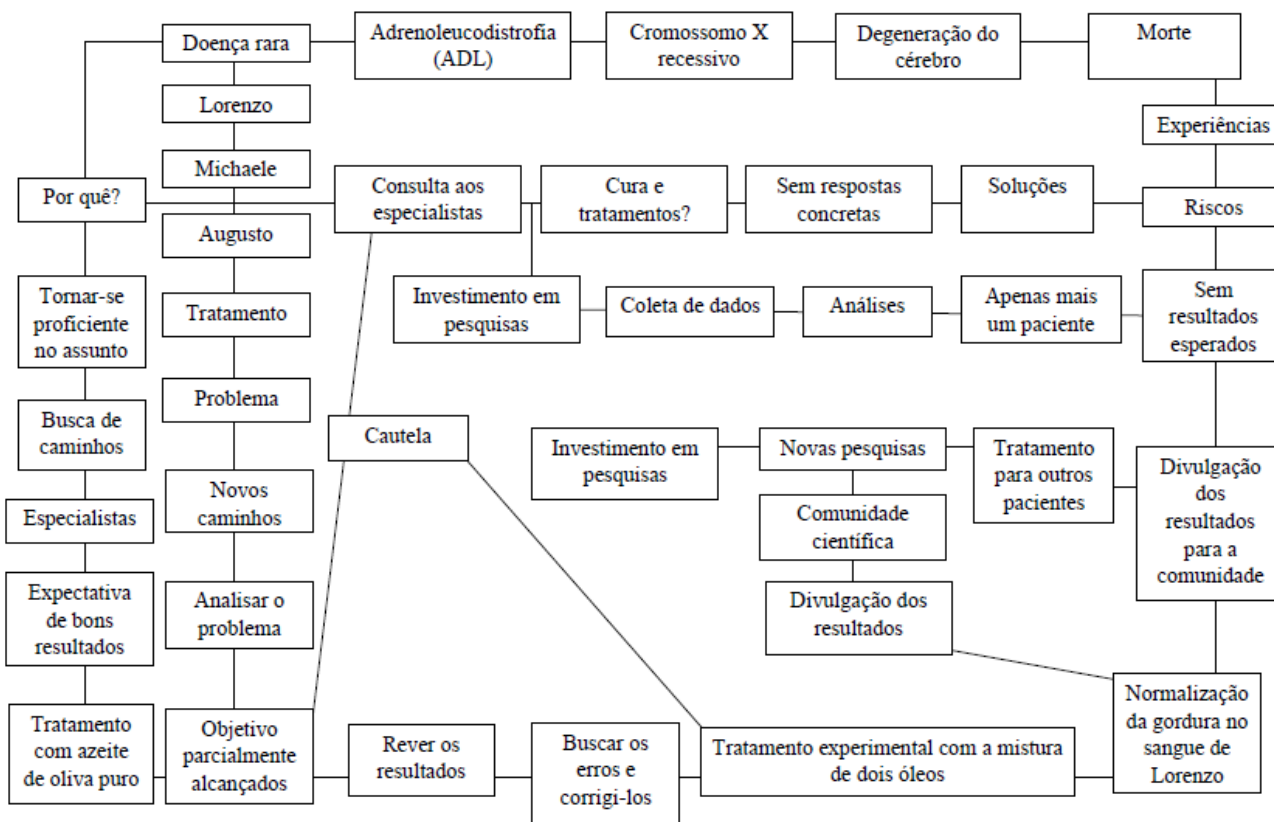 Doença rara
Adrenoleucodistrofia
(ADL)
Cromossomo X
recessivo
Degeneração do
cérebro
Morte
Lorenzo
Experiências
Michaele
Por quê?
Consulta aos
especialistas
Cura e
tratamentos?
Sem respostas
concretas
Soluções
Riscos
Augusto
Tornar-se
proficiente
no assunto
Tratamento
Investimento em
pesquisas
Coleta de dados
Análises
Apenas mais
um paciente
Sem
resultados
esperados
Problema
Busca de
caminhos
Cautela
Investimento em
pesquisas
Novas pesquisas
Tratamento
para outros
pacientes
Divulgação
dos
resultados
para a
comunidade
Especialistas
Novos
caminhos
Comunidade
científica
Expectativa
de bons
resultados
Analisar o
problema
Divulgação dos
resultados
Tratamento
com azeite
de oliva puro
Objetivo
parcialmente
alcançados
Rever os
resultados
Buscar os
erros e
corrigi-los
Tratamento experimental com a mistura
de dois óleos
Normalização
da gordura no
sangue de
Lorenzo